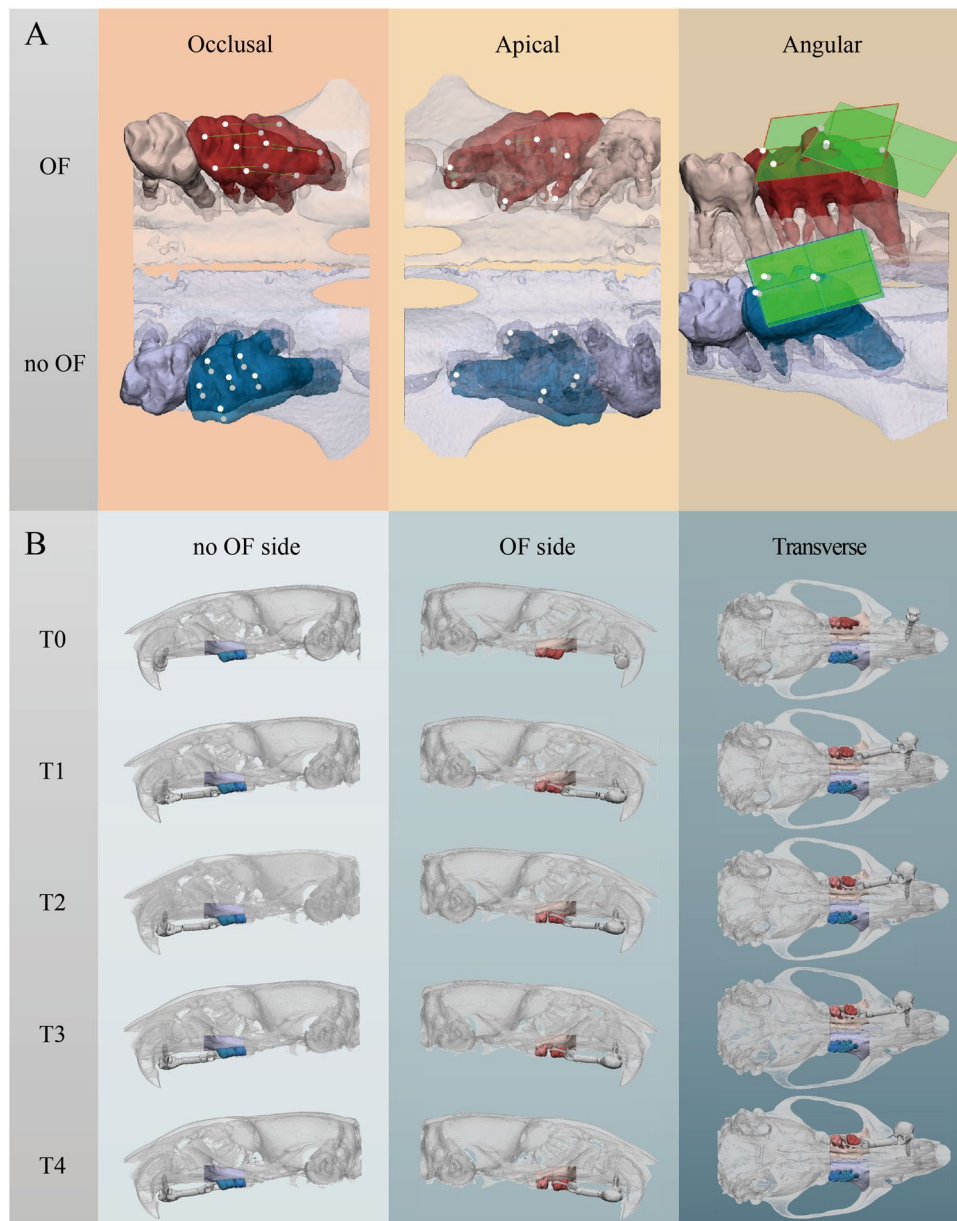 A
Occlusal
Apical
Angular
OF
no OF
B
no OF side
OF side
Transverse
T0
T1
T2
T3
T4